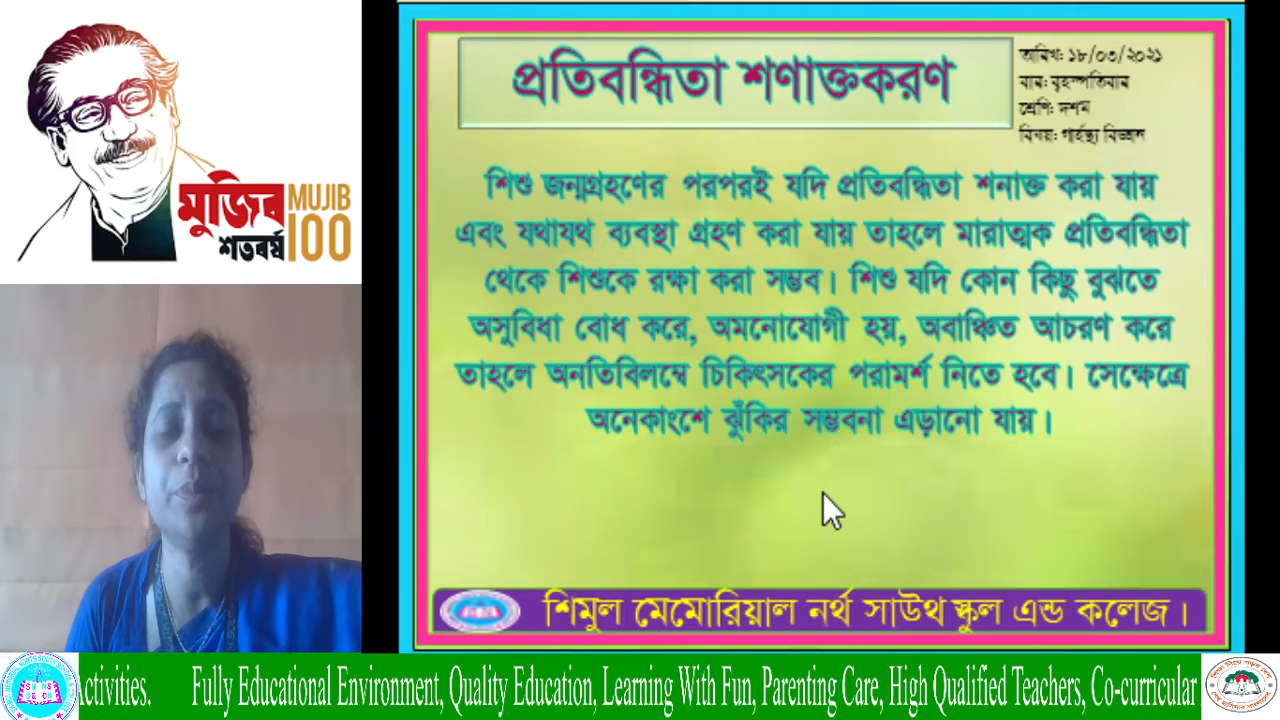 মুজিব
শতবর্ষ
MUJIB
100
প্রতিবন্ধিতা শণাক্তকরণ
তারিখ: ১৮/০৩/২০২১
বার: বৃহস্পতিবার
শ্রেণি: দশম
বিষয়: গার্হস্থ্য বিজ্ঞান
শিশু জন্মগ্রহণের পরপরই যদি প্রতিবন্ধিতা শনাক্ত করা যায়
এবং যথাযথ ব্যবস্থা গ্রহণ করা যায় তাহলে মারাত্মক প্রতিবন্ধিতা
থেকে শিশুকে রক্ষা করা সম্ভব। শিশু যদি কোন কিছু বুঝতে
অসুবিধা বোধ করে, অমনোযোগী হয়, অবাঞ্চিত আচরণ করে
তাহলে অনতিবিলম্বে চিকিৎসকের পরামর্শ নিতে হবে। সেক্ষেত্রে
অনেকাংশে ঝুঁকির সম্ভবনা এড়ানো যায়।
শিমুল মেমোরিয়াল নর্থ সাউথ স্কুল এন্ড কলেজ।
ctivities. Fully Educational Environment, Quality Education, Learning With Fun, Parenting Care, High Qualified Teachers, Co-curricular